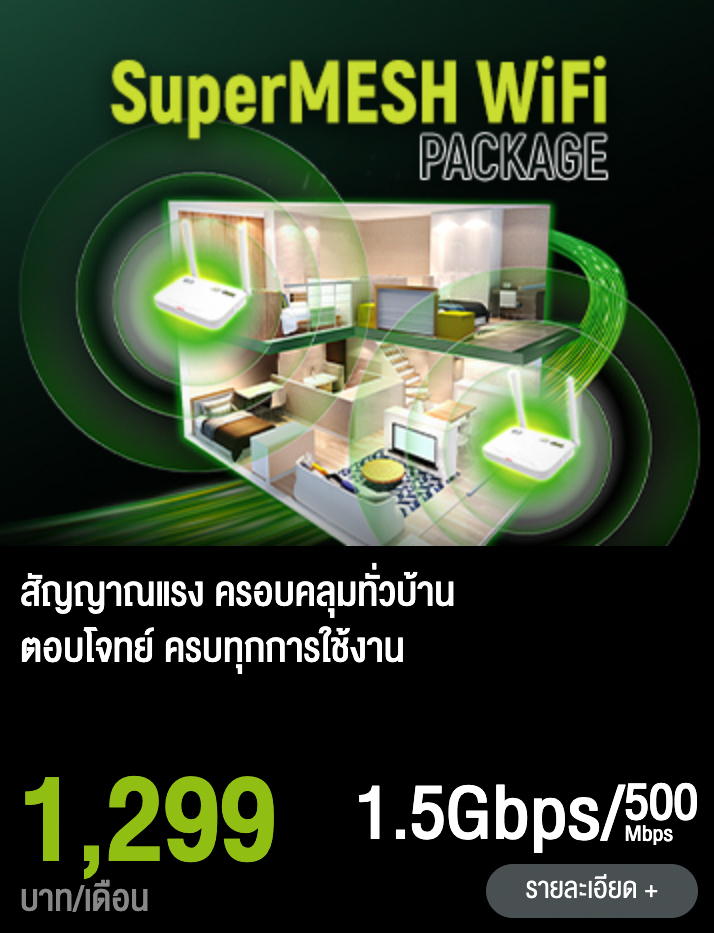 SuperMESH WiFi
PACKAGE
สัญญาณแรง ครอบคลุมทั่วบ้าน
ตอบโจทย์ ครบทุกการใช้งาน
1,299
บาท/เดือน
1.5Gbps/500
Mbps
รายละเอียด +